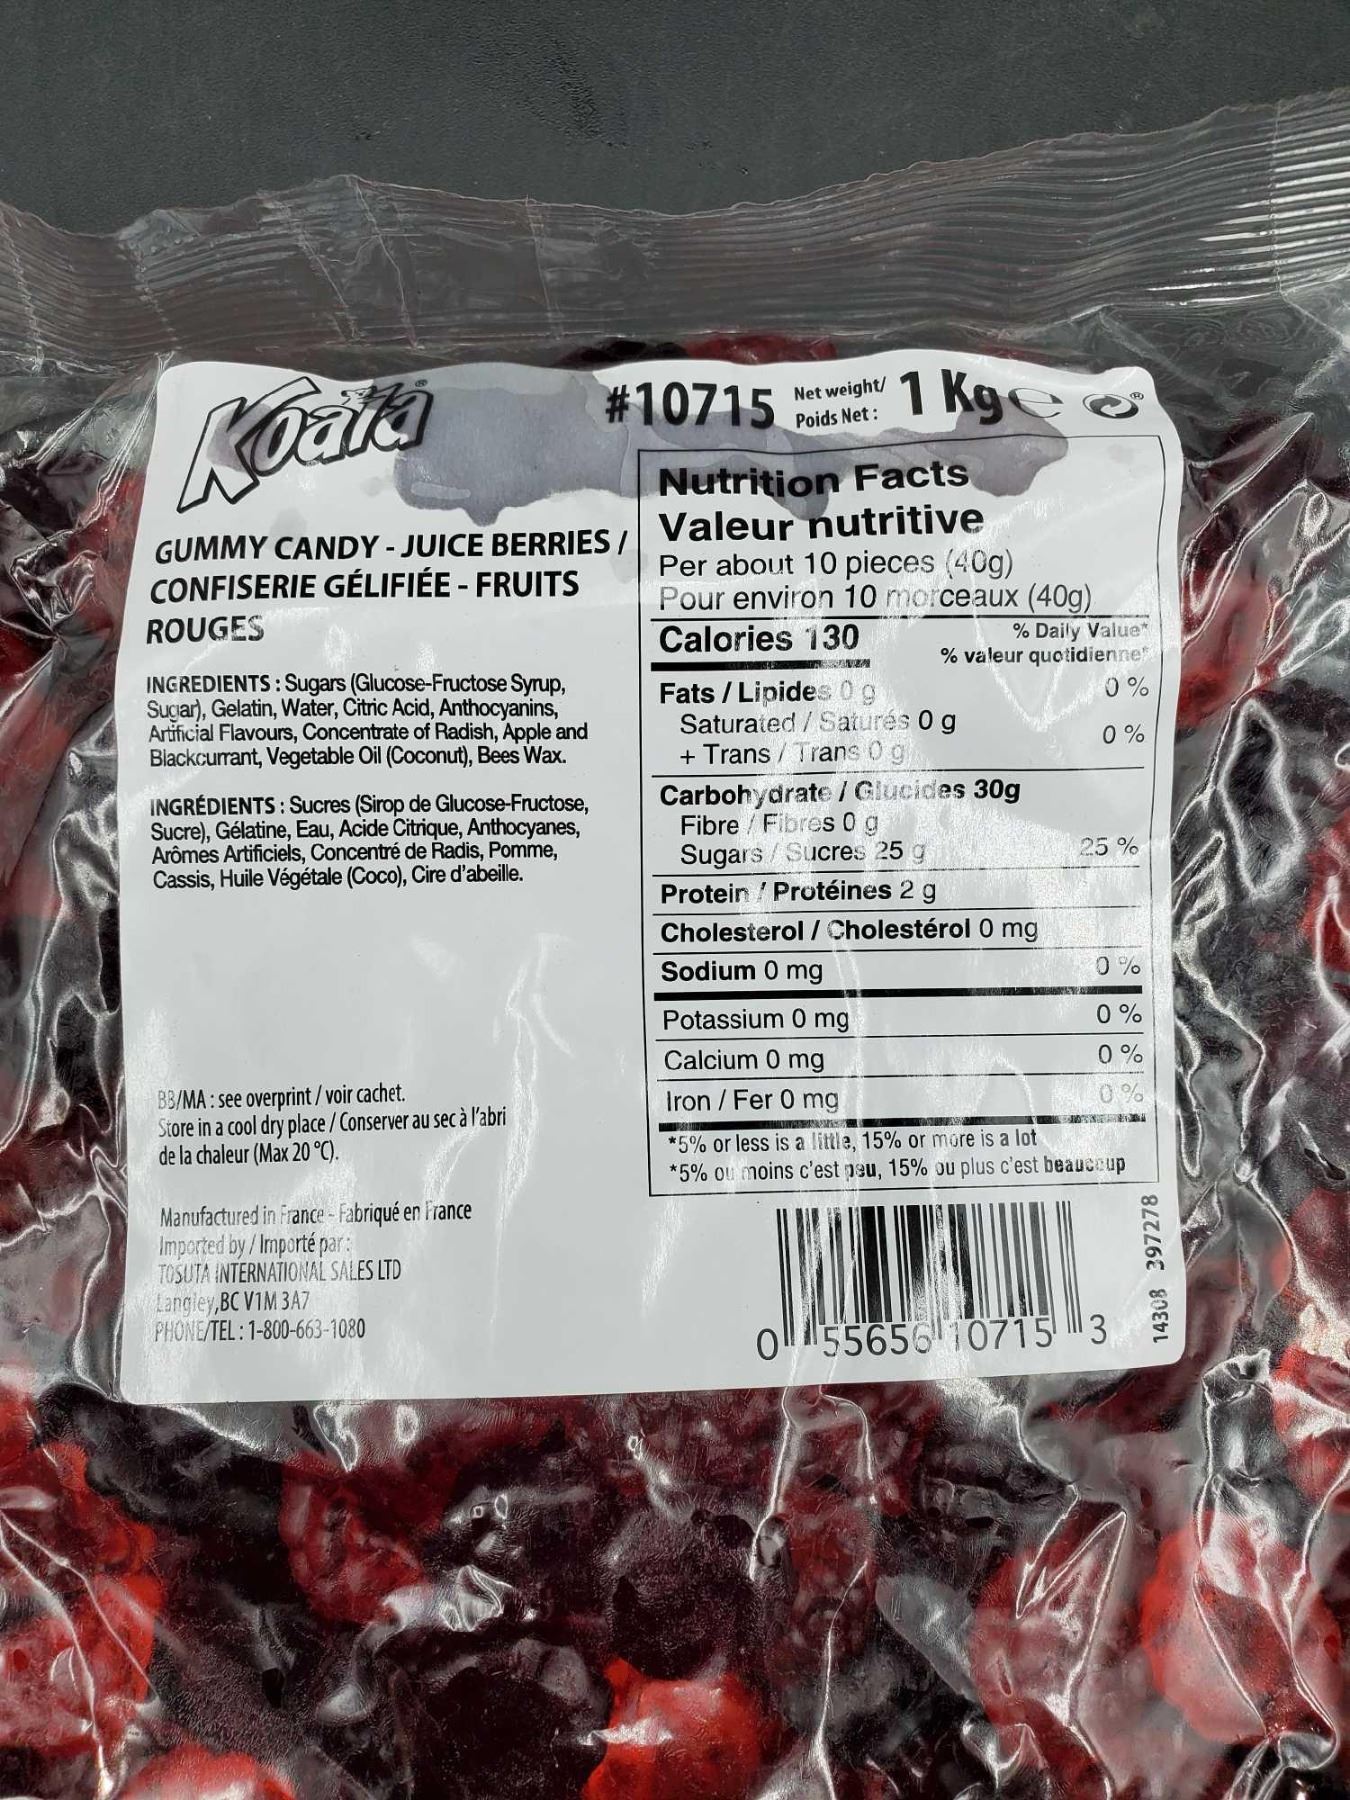 Koala®
#10715 Net weight/ Poids Net : 1 Kg e
GUMMY CANDY - JUICE BERRIES /
CONFISERIE GÉLIFIÉE - FRUITS
ROUGES
INGREDIENTS : Sugars (Glucose-Fructose Syrup,
Sugar), Gelatin, Water, Citric Acid, Anthocyanins,
Artificial Flavours, Concentrate of Radish, Apple and
Blackcurrant, Vegetable Oil (Coconut), Bees Wax.
INGRÉDIENTS : Sucres (Sirop de Glucose-Fructose,
Sucre), Gélatine, Eau, Acide Citrique, Anthocyanes,
Arômes Artificiels, Concentré de Radis, Pomme,
Cassis, Huile Végétale (Coco), Cire d'abeille.
BB/MA : see overprint / voir cachet.
Store in a cool dry place / Conserver au sec à l'abri
de la chaleur (Max 20 °C).
Manufactured in France - Fabriqué en France
Imported by / Importé par :
TOSUTA INTERNATIONAL SALES LTD
Langley,BC V1M 3A7
PHONE/TEL : 1-800-663-1080
Nutrition Facts
Valeur nutritive
Per about 10 pieces (40g)
Pour environ 10 morceaux (40g)
Calories 130 % Daily Value*
% valeur quotidienne*
Fats / Lipides 0 g 0 %
Saturated / Saturés 0 g
+ Trans / Trans 0 g 0 %
Carbohydrate / Glucides 30g
Fibre / Fibres 0 g
Sugars / Sucres 25 g 25 %
Protein / Protéines 2 g
Cholesterol / Cholestérol 0 mg
Sodium 0 mg 0 %
Potassium 0 mg 0 %
Calcium 0 mg 0 %
Iron / Fer 0 mg 0 %
*5% or less is a little, 15% or more is a lot
*5% ou moins c'est peu, 15% ou plus c'est beaucoup
0 55656 10715 3
14308 397278